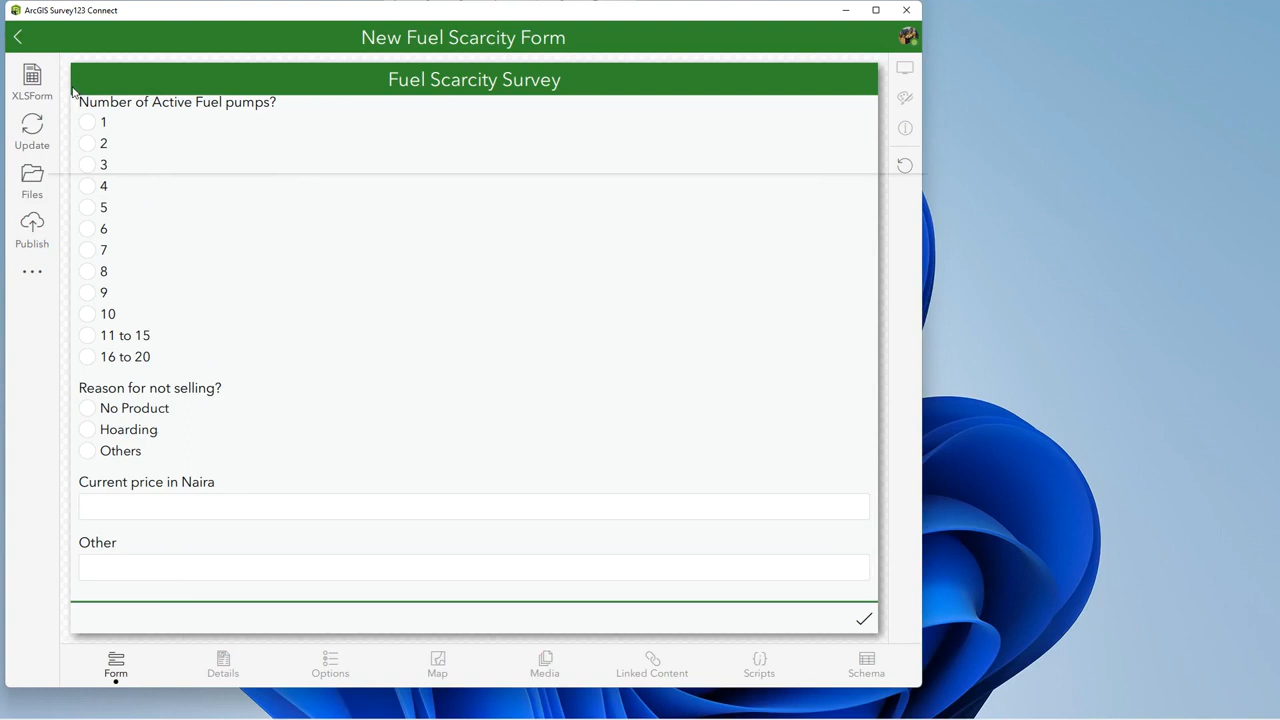 ArcGIS Survey123 Connect
New Fuel Scarcity Form
Fuel Scarcity Survey
XLSForm
Update
Files
Publish
Number of Active Fuel pumps?
1
2
3
4
5
6
7
8
9
10
11 to 15
16 to 20
Reason for not selling?
No Product
Hoarding
Others
Current price in Naira
Other
Form
Details
Options
Map
Media
Linked Content
Scripts
Schema